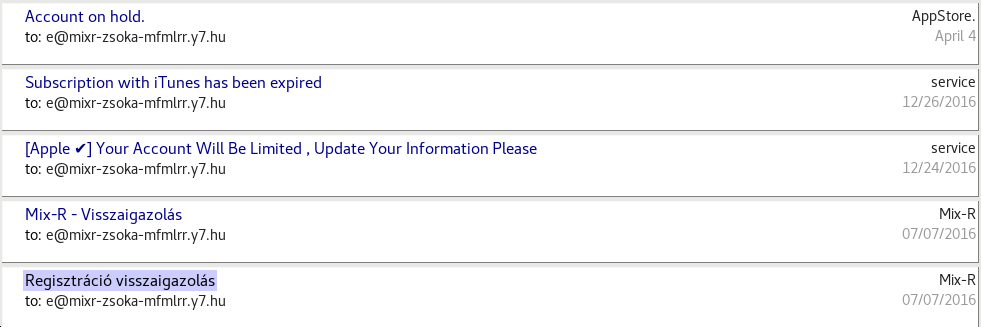 Account on hold. AppStore.
to: e@mixr-zsoka-mfmlrr.y7.hu April 4
Subscription with iTunes has been expired service
to: e@mixr-zsoka-mfmlrr.y7.hu 12/26/2016
[Apple ✔] Your Account Will Be Limited , Update Your Information Please service
to: e@mixr-zsoka-mfmlrr.y7.hu 12/24/2016
Mix-R - Visszaigazolás Mix-R
to: e@mixr-zsoka-mfmlrr.y7.hu 07/07/2016
Regisztráció visszaigazolás Mix-R
to: e@mixr-zsoka-mfmlrr.y7.hu 07/07/2016